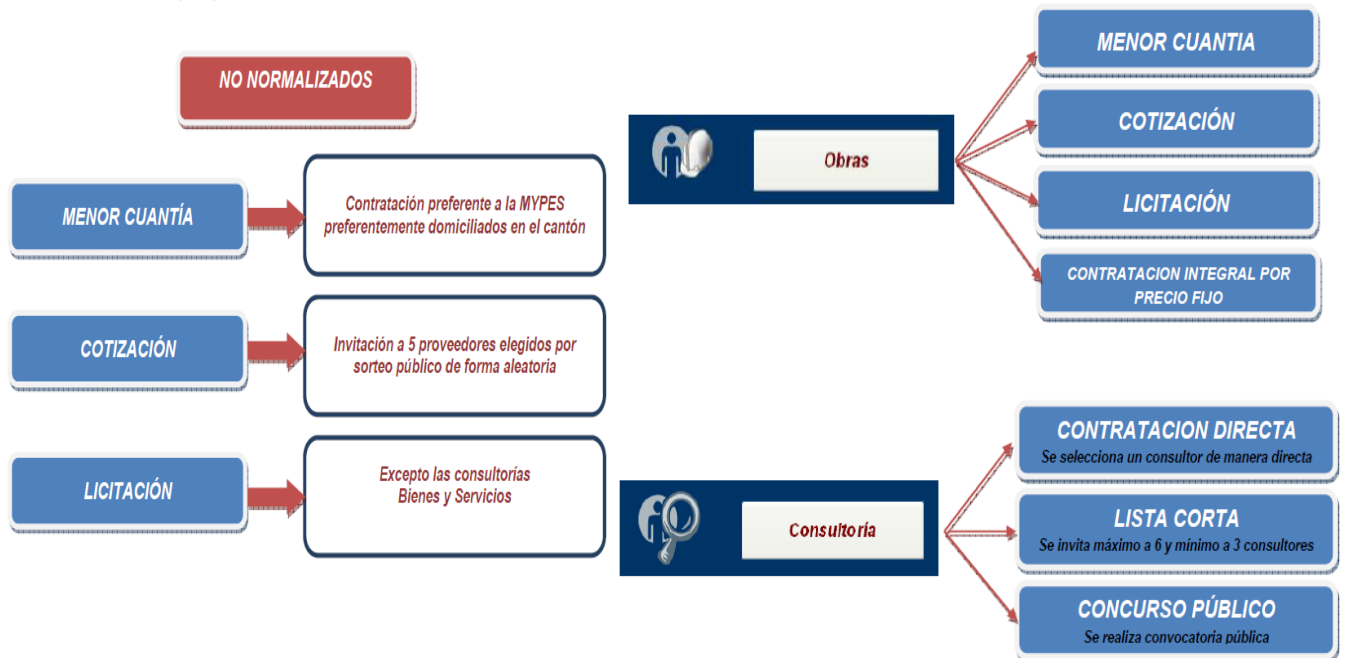 NO NORMALIZADOS
MENOR CUANTÍA
Contratación preferente a la MYPES
preferentemente domiciliados en el cantón
COTIZACIÓN
Invitación a 5 proveedores elegidos por
sorteo público de forma aleatoria
LICITACIÓN
Excepto las consultorías
Bienes y Servicios
Obras
MENOR CUANTIA
COTIZACIÓN
LICITACIÓN
CONTRATACION INTEGRAL POR
PRECIO FIJO
Consultoría
CONTRATACION DIRECTA
Se selecciona un consultor de manera directa
LISTA CORTA
Se invita máximo a 6 y mínimo a 3 consultores
CONCURSO PÚBLICO
Se realiza convocatoria pública